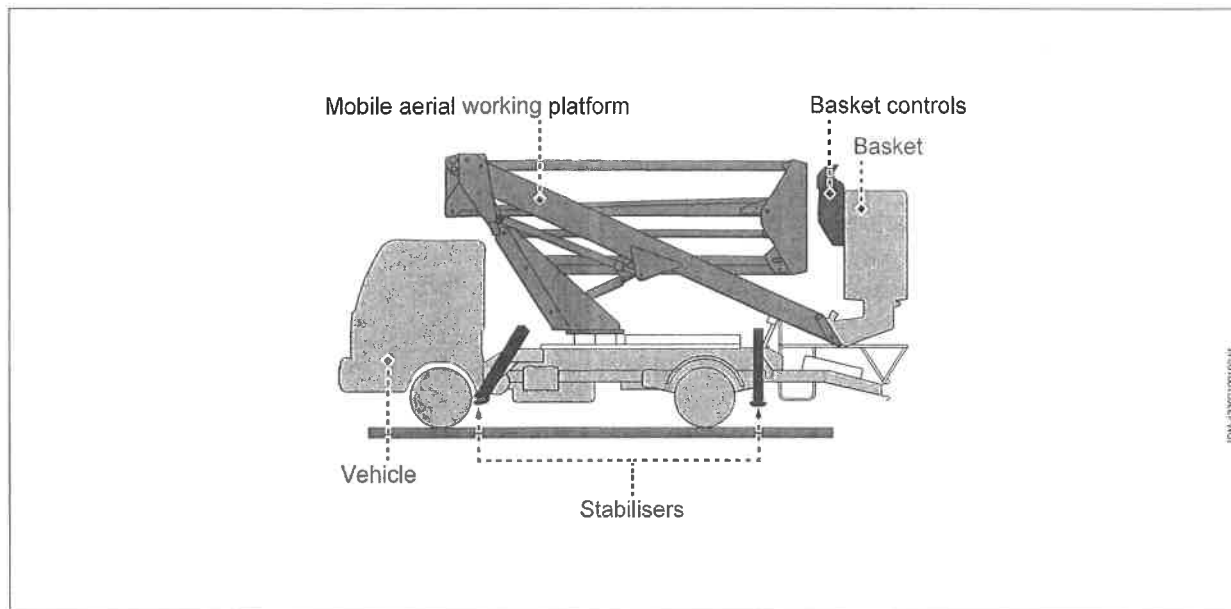 Mobile aerial working platform
Basket controls
Basket
Vehicle
Stabilisers